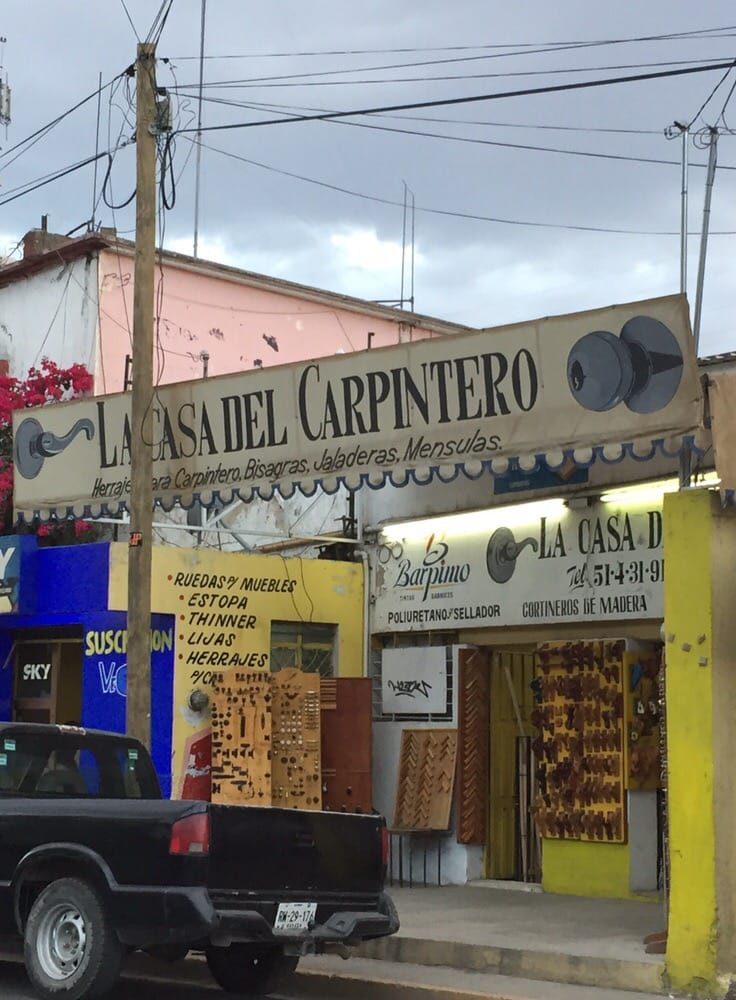 LA CASA DEL CARPINTERO
Herrajes para Carpintero, Bisagras, Jaladeras, Mensulas.
Barpimo
TINTAS BARNICES
POLIURETANO Y SELLADOR
LA CASA D
Tel. 51·4·31·91
CORTINEROS DE MADERA
• RUEDAS P/ MUEBLES
• ESTOPA
• THINNER
• LIJAS
• HERRAJES
P/CA
SKY